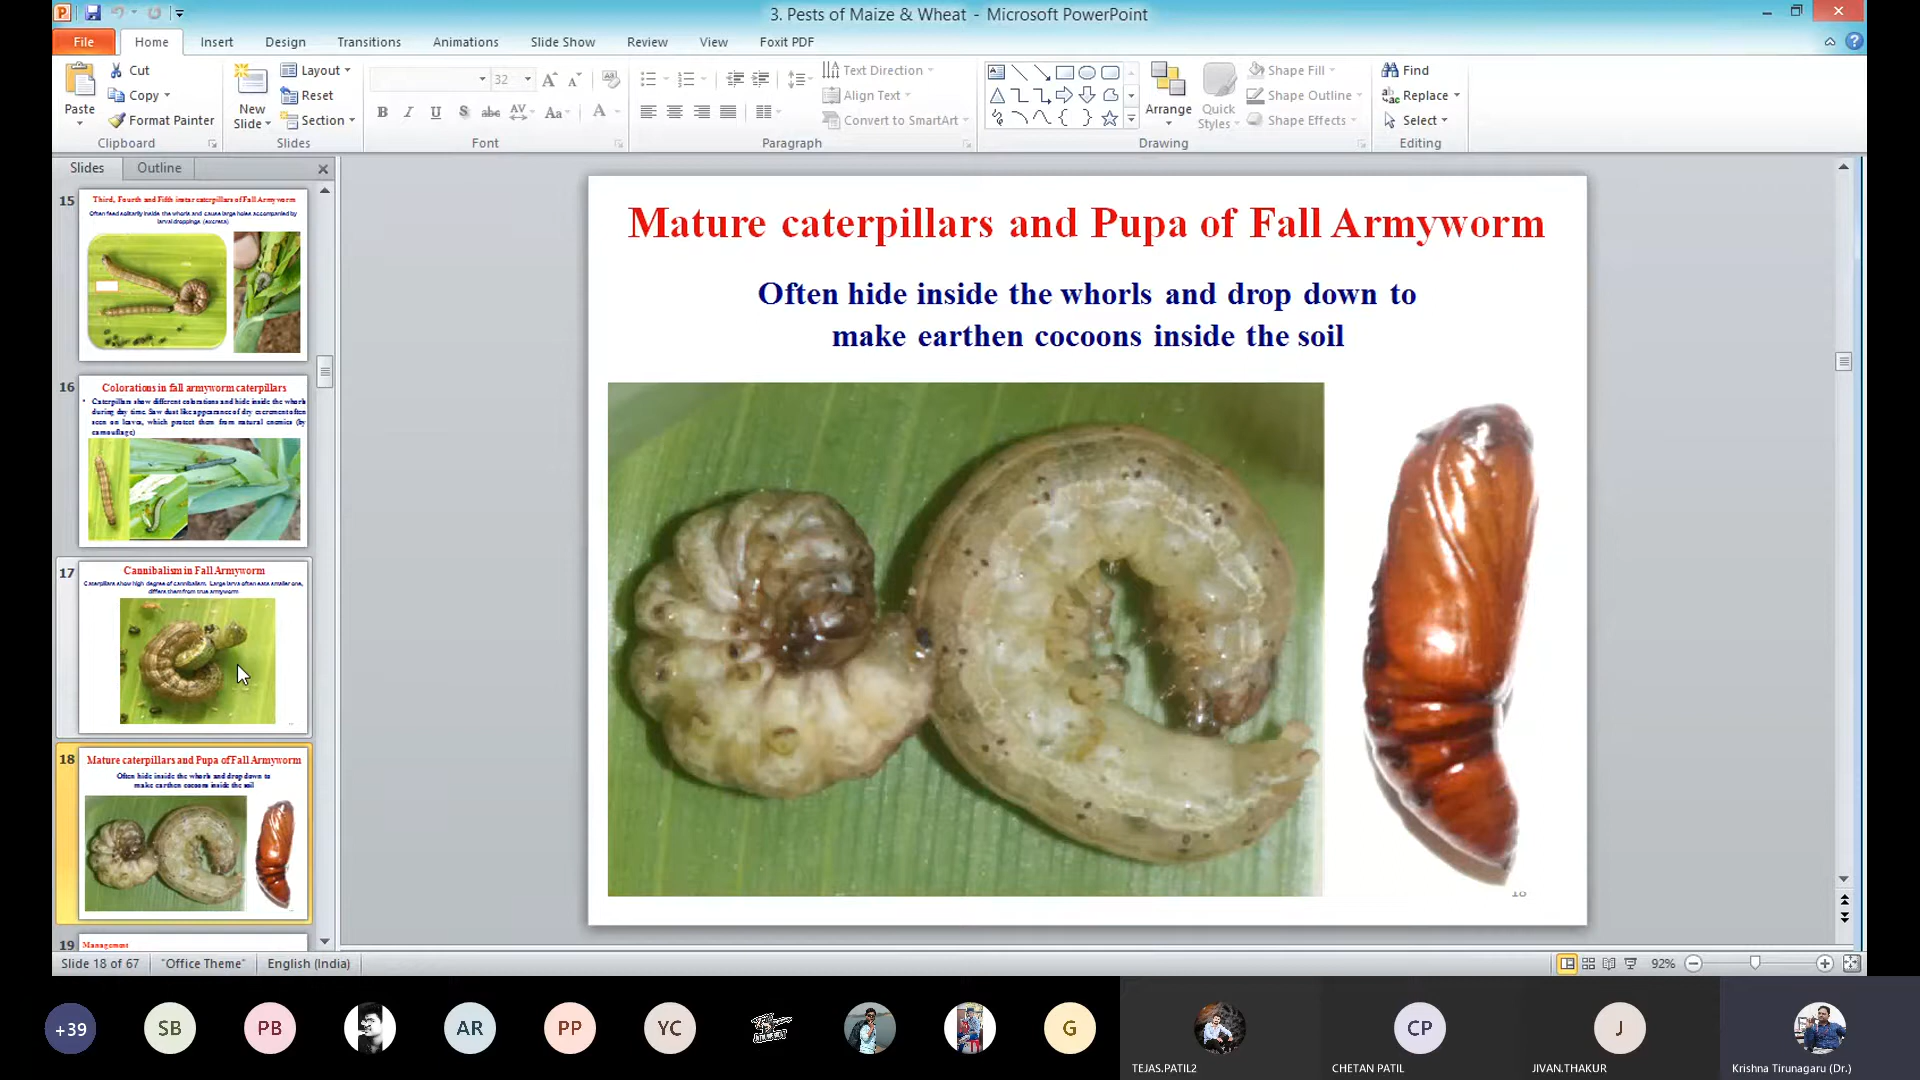 3. Pests of Maize & Wheat - Microsoft PowerPoint
File Home Insert Design Transitions Animations Slide Show Review View Foxit PDF
Paste
Cut
Copy
Format Painter
Clipboard
New
Slide
Layout
Reset
Section
Slides
32
Font
Paragraph
Text Direction
Align Text
Convert to SmartArt
Arrange
Quick
Styles
Shape Fill
Shape Outline
Shape Effects
Drawing
Find
Replace
Select
Editing
Slides Outline
15
Third, Fourth and Fifth instar caterpillars of Fall Armyworm
Often feed solitarily inside the whorls and cause large holes accompanied by
larval droppings (excreta)
16
Colorations in fall armyworm caterpillars
Caterpillars show different colorations and hide inside the whorls
during day time. Saw dust like appearance of dry excrement often
seen on leaves, which protect them from natural enemies (by
camouflage)
17
Cannibalism in Fall Armyworm
Caterpillars show high degree of cannibalism. Large larva often eats smaller one,
differs them from true armyworm
18
Mature caterpillars and Pupa of Fall Armyworm
Often hide inside the whorls and drop down to
make earthen cocoons inside the soil
19
Management
Mature caterpillars and Pupa of Fall Armyworm
Often hide inside the whorls and drop down to
make earthen cocoons inside the soil
18
Slide 18 of 67 "Office Theme" English (India) 92%
+39 SB PB AR PP YC G CP J
TEJAS.PATIL2 CHETAN PATIL JIVAN.THAKUR Krishna Tirunagaru (Dr.)